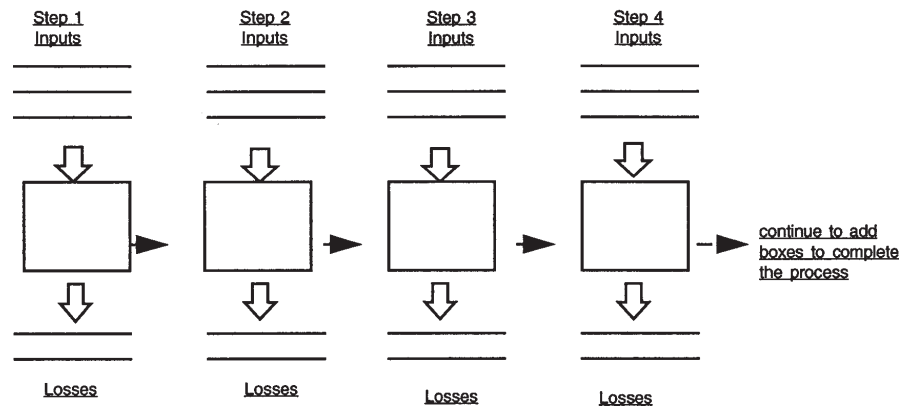 Step 1
Inputs
Step 2
Inputs
Step 3
Inputs
Step 4
Inputs
continue to add
boxes to complete
the process
Losses
Losses
Losses
Losses